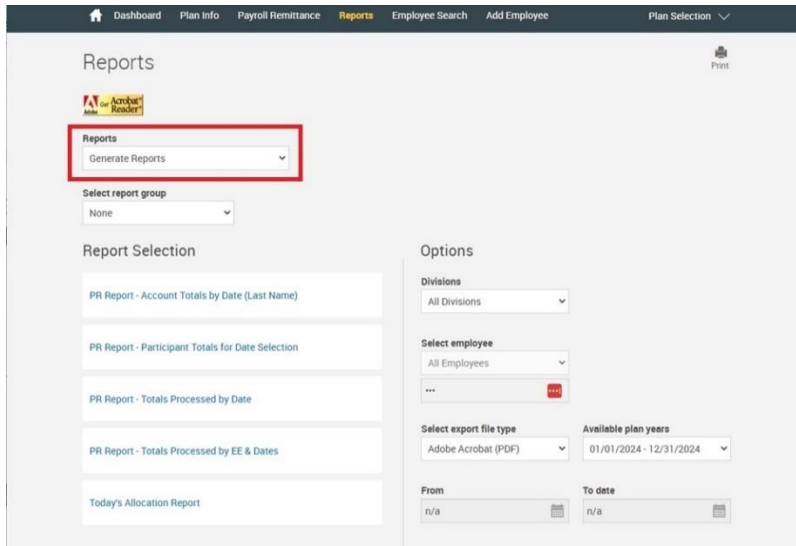 Dashboard Plan Info Payroll Remittance Reports Employee Search Add Employee Plan Selection
Reports
Print
Adobe
Get Acrobat® Reader®
Reports
Generate Reports
Select report group
None
Report Selection
PR Report - Account Totals by Date (Last Name)
PR Report - Participant Totals for Date Selection
PR Report - Totals Processed by Date
PR Report - Totals Processed by EE & Dates
Today's Allocation Report
Options
Divisions
All Divisions
Select employee
All Employees
...
Select export file type Available plan years
Adobe Acrobat (PDF) 01/01/2024 - 12/31/2024
From To date
n/a n/a